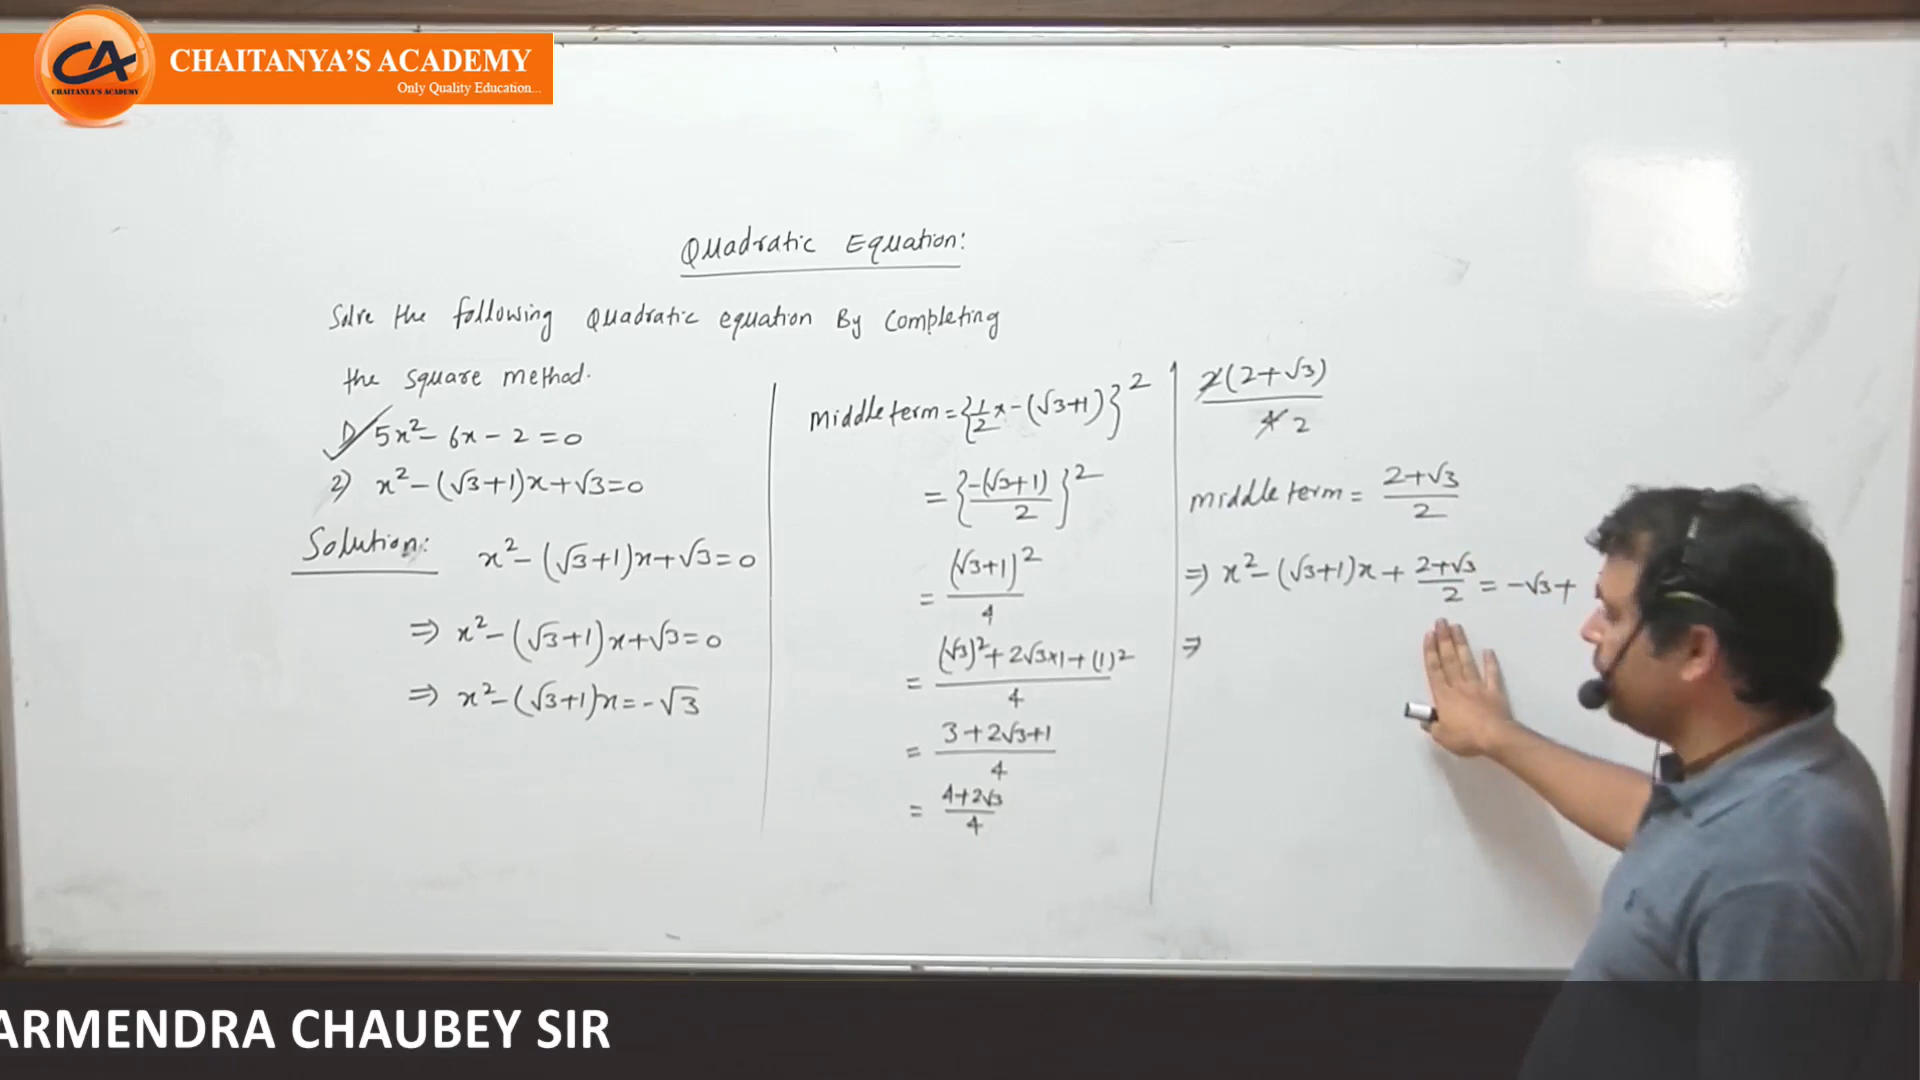 CA
CHAITANYA'S ACADEMY
CHAITANYA'S ACADEMY
Only Quality Education...
Quadratic Equation:
Solve the following Quadratic equation By Completing
the square method.
1) 5x² - 6x - 2 = 0
2) x² - (√3+1)x + √3 = 0
Solution: x² - (√3+1)x + √3 = 0
⇒ x² - (√3+1)x + √3 = 0
⇒ x² - (√3+1)x = -√3
middle term = {1/2 x - (√3+1)}²
= {-(√3+1)/2}²
= (√3+1)²/4
= (√3)² + 2√3×1 + (1)²/4
= 3+2√3+1/4
= 4+2√3/4
2(2+√3)
4 2
middle term = 2+√3/2
⇒ x² - (√3+1)x + 2+√3/2 = -√3 +
⇒
ARMENDRA CHAUBEY SIR